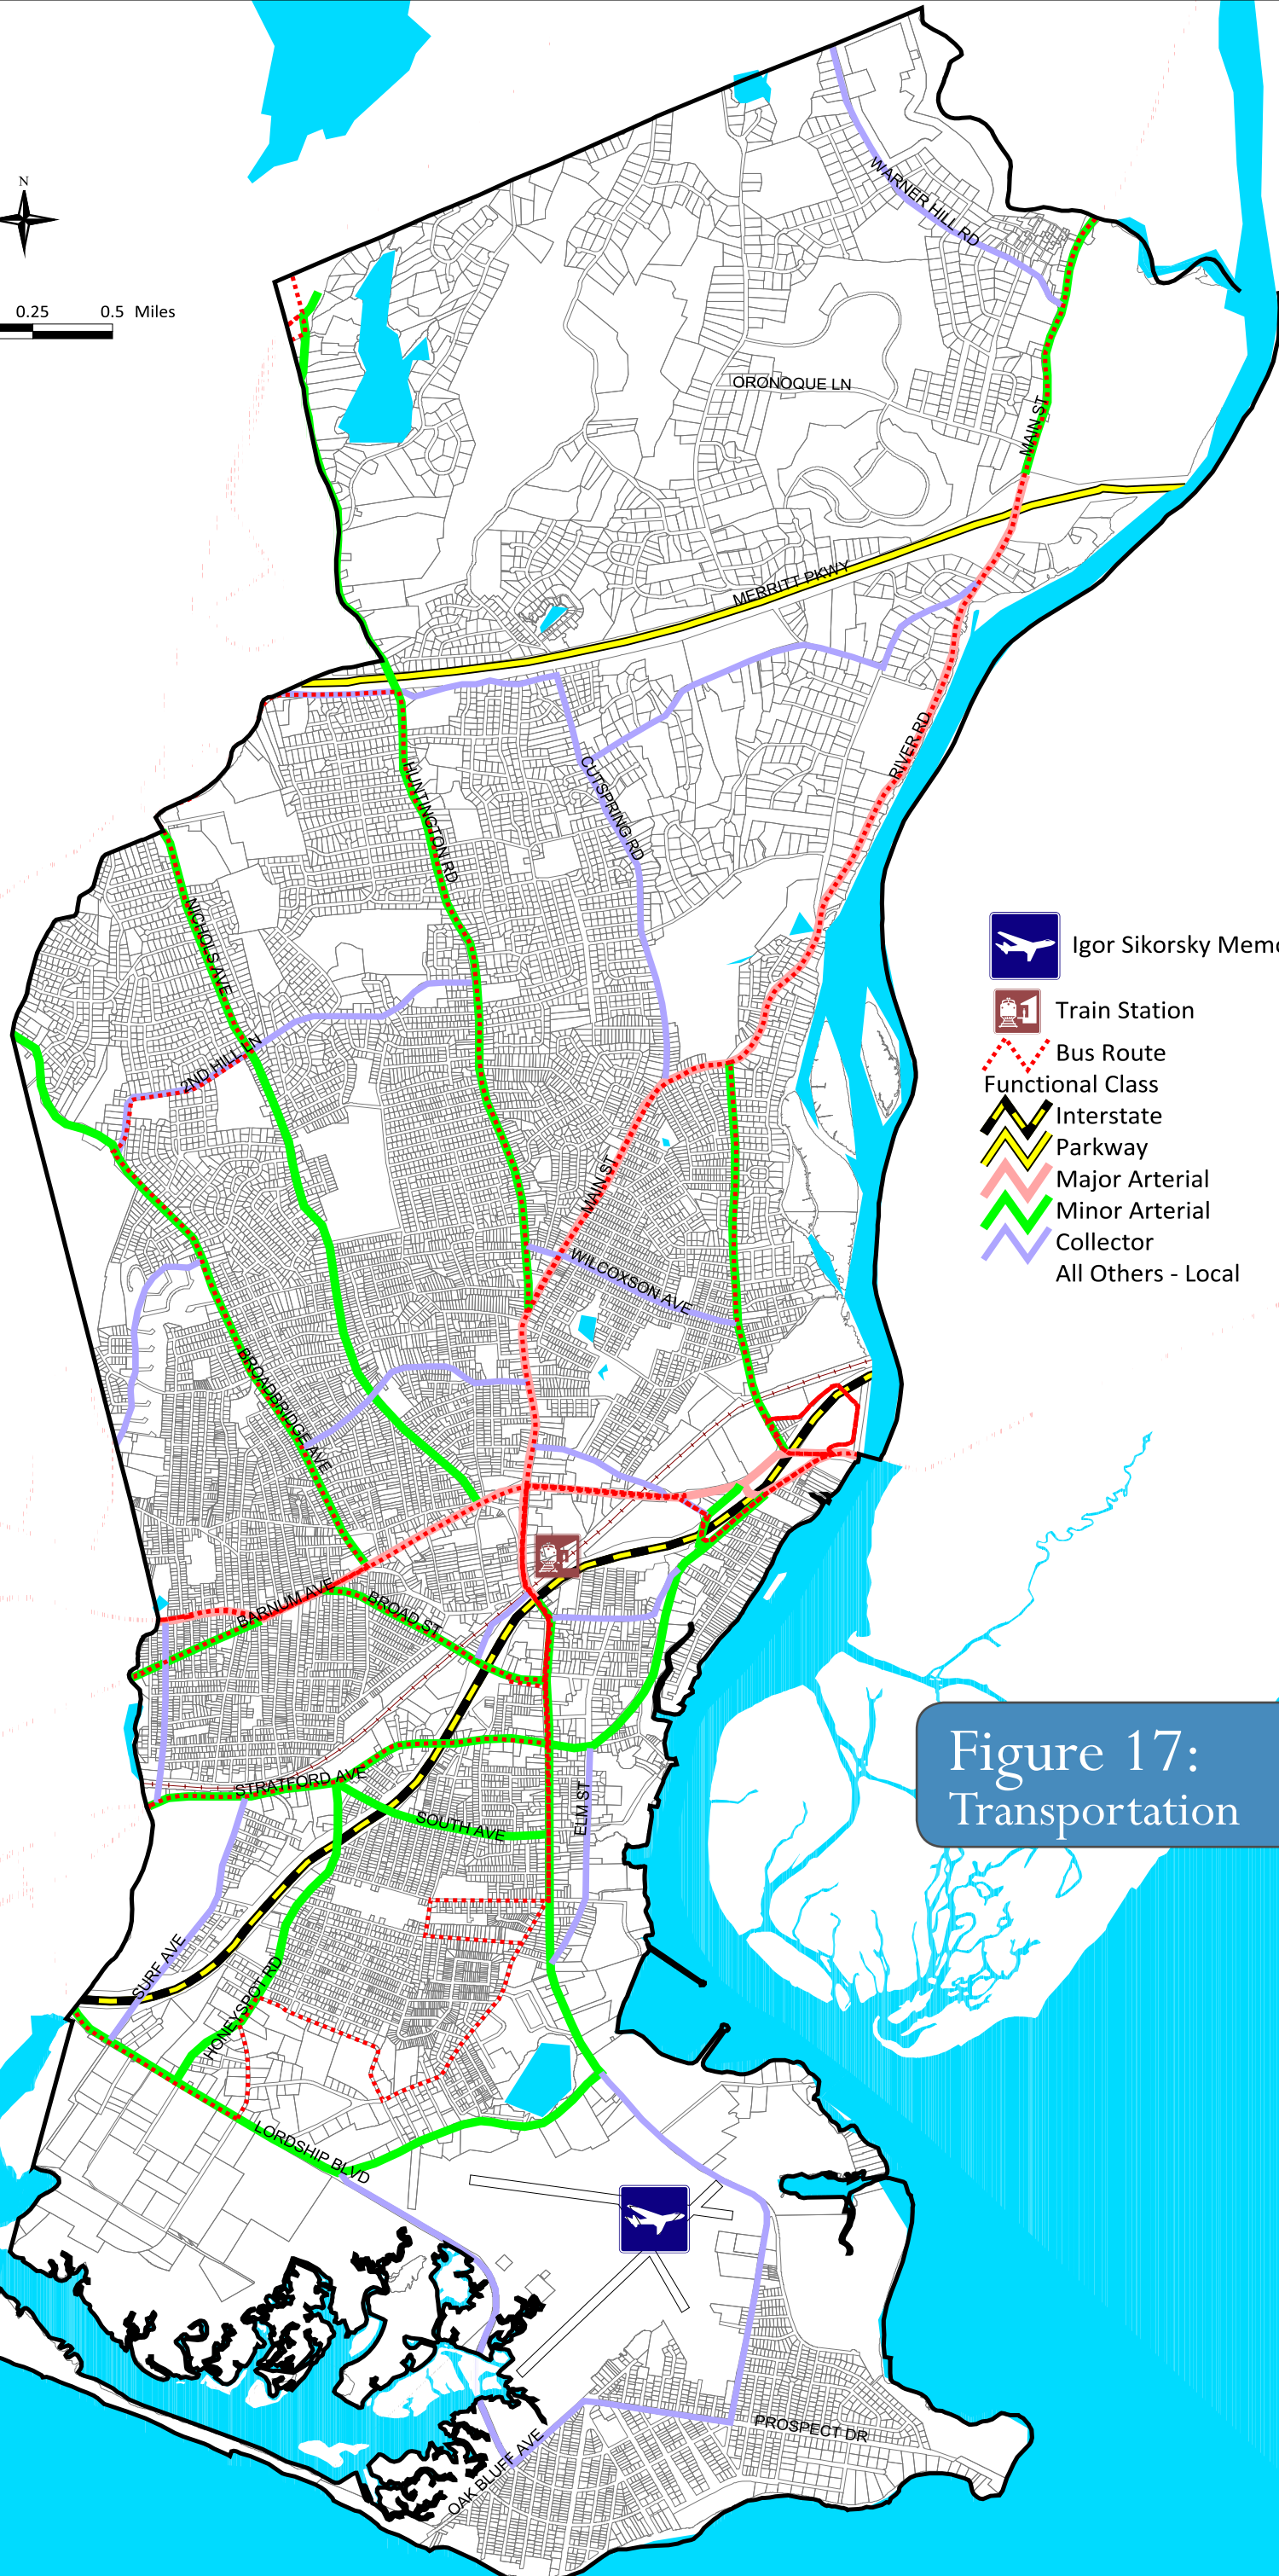 WARNER HILL RD
N
0.25 0.5 Miles
ORONOQUE LN
MAIN ST
MERRITT PKWY
RIVER RD
CUTSPRING RD
HUNTINGTON RD
NICHOLS AVE
Igor Sikorsky Memo
Train Station
Bus Route
2ND HILL LN
Functional Class
Interstate
Parkway
Major Arterial
MAIN ST
Minor Arterial
Collector
WILCOXSON AVE
All Others - Local
BROADBRIDGE AVE
BARNUM AVE
BROAD ST
Figure 17:
Transportation
STRATFORD AVE
ELM ST
SOUTH AVE
SURF AVE
HONEYSPOT RD
LORDSHIP BLVD
PROSPECT DR
OAK BLUFF AVE